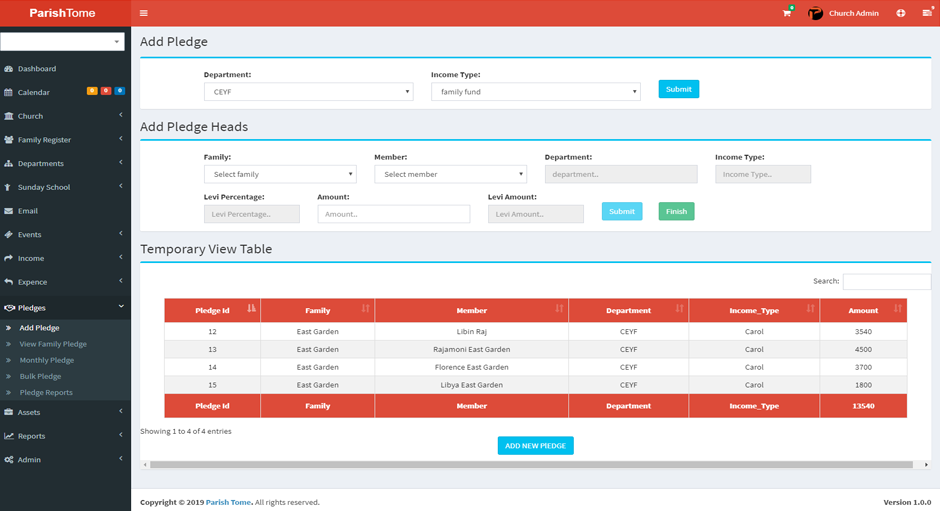 ParishTome
0
Church Admin
9
Dashboard
Calendar 0 0 0
Church
Family Register
Departments
Sunday School
Email
Events
Income
Expence
Pledges
Add Pledge
View Family Pledge
Monthly Pledge
Bulk Pledge
Pledge Reports
Assets
Reports
Admin
Add Pledge
Department: Income Type:
CEYF family fund Submit
Add Pledge Heads
Family: Member: Department: Income Type:
Select family Select member department.. Income Type..
Levi Percentage: Amount: Levi Amount:
Levi Percentage.. Amount.. Levi Amount.. Submit Finish
Temporary View Table
Search:
Pledge Id Family Member Department Income_Type Amount
12 East Garden Libin Raj CEYF Carol 3540
13 East Garden Rajamoni East Garden CEYF Carol 4500
14 East Garden Florence East Garden CEYF Carol 3700
15 East Garden Libya East Garden CEYF Carol 1800
Pledge Id Family Member Department Income_Type 13540
Showing 1 to 4 of 4 entries
ADD NEW PLEDGE
Copyright © 2019 Parish Tome. All rights reserved. Version 1.0.0